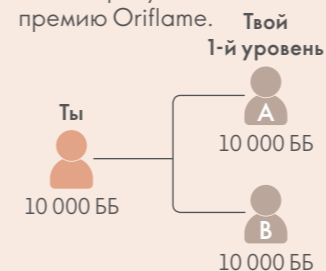 премию Oriflame.
Твой
1-й уровень
Ты
A
10 000 ББ
10 000 ББ
B
10 000 ББ